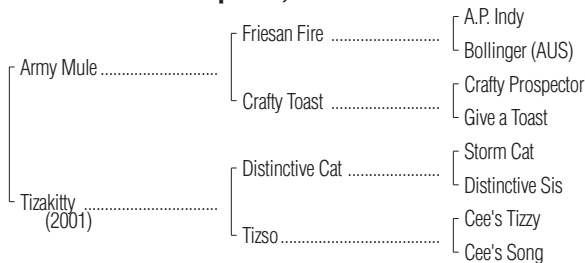 A.P. Indy
Friesan Fire ..............................
Bollinger (AUS)
Army Mule ..................................
Crafty Prospector
Crafty Toast ..............................
Give a Toast
Storm Cat
Distinctive Cat .........................
Distinctive Sis
Tizakitty ......................................
(2001)
Cee's Tizzy
Tizso ............................................
Cee's Song